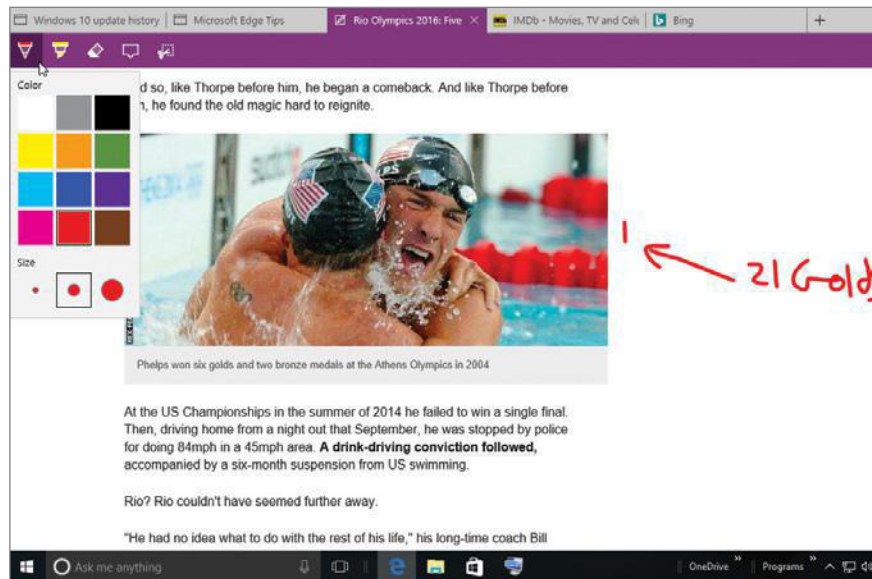 Windows 10 update history
Microsoft Edge Tips
Rio Olympics 2016: Five
IMDb - Movies, TV and Cele
Bing
Color
d so, like Thorpe before him, he began a comeback. And like Thorpe before
, he found the old magic hard to reignite.
Size
21 Golds
Phelps won six golds and two bronze medals at the Athens Olympics in 2004
At the US Championships in the summer of 2014 he failed to win a single final.
Then, driving home from a night out that September, he was stopped by police
for doing 84mph in a 45mph area. A drink-driving conviction followed,
accompanied by a six-month suspension from US swimming.
Rio? Rio couldn't have seemed further away.
"He had no idea what to do with the rest of his life," his long-time coach Bill
Ask me anything
OneDrive
Programs